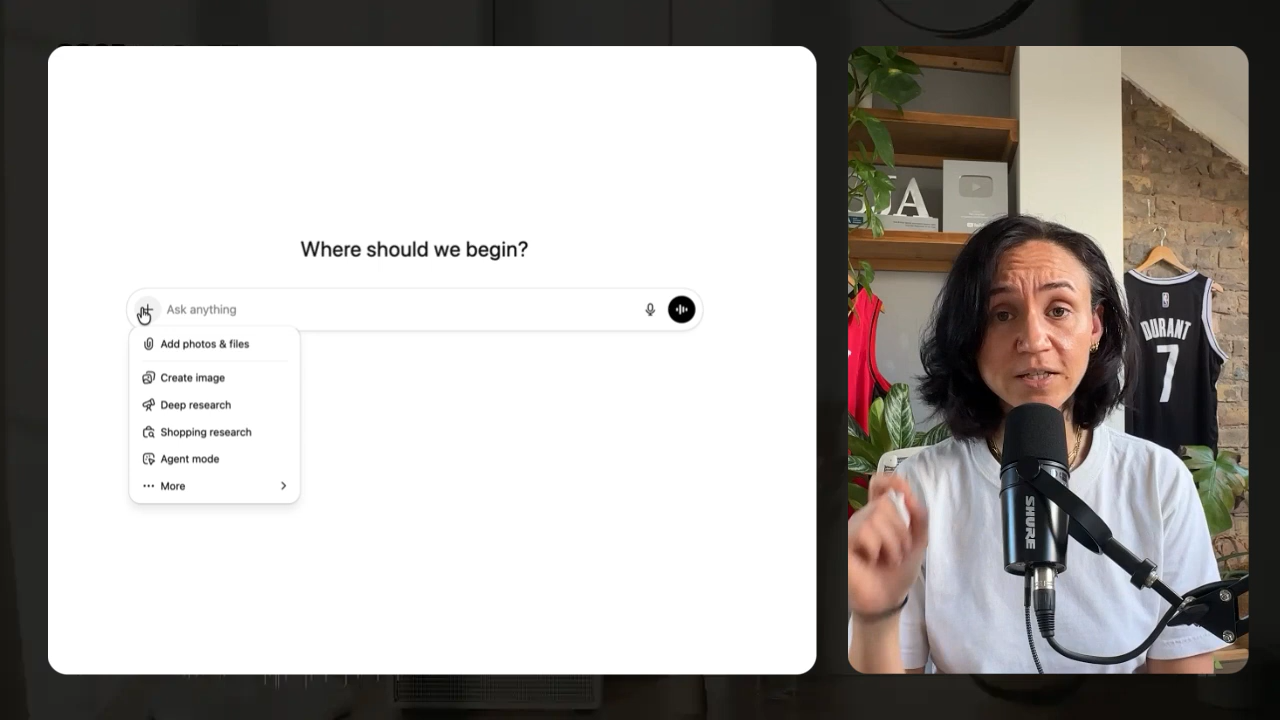 Where should we begin?
Ask anything
Add photos & files
Create image
Deep research
Shopping research
Agent mode
More
UA
DURANT
7
SHURE